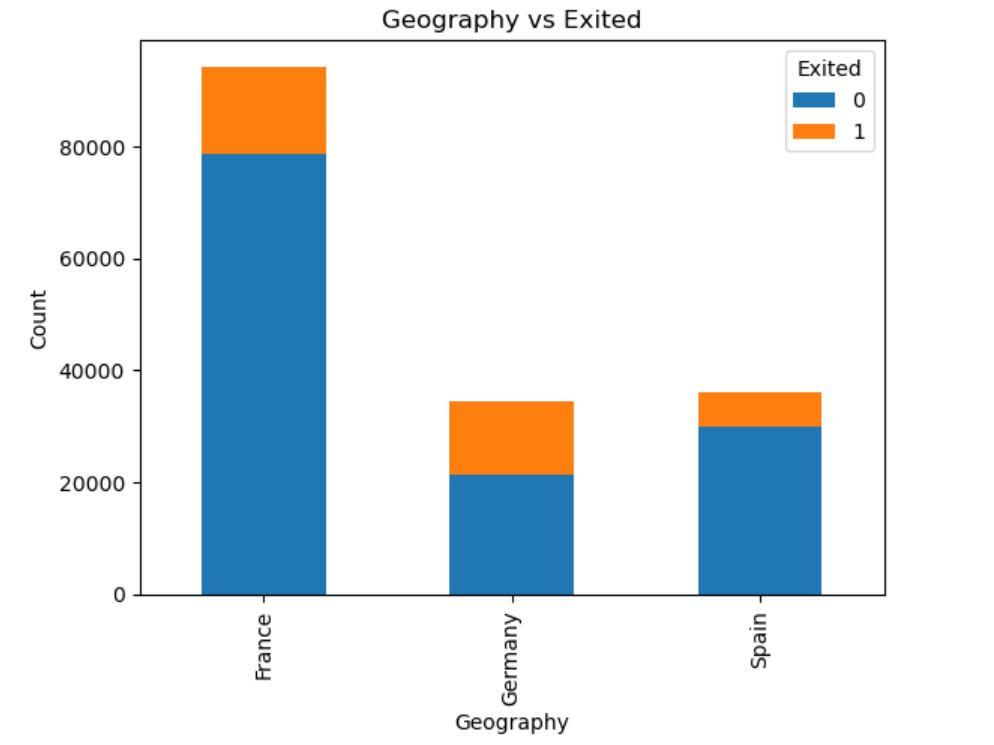 Geography vs Exited
Exited
0
1
80000
60000
40000
20000
0
Count
France
Germany
Spain
Geography